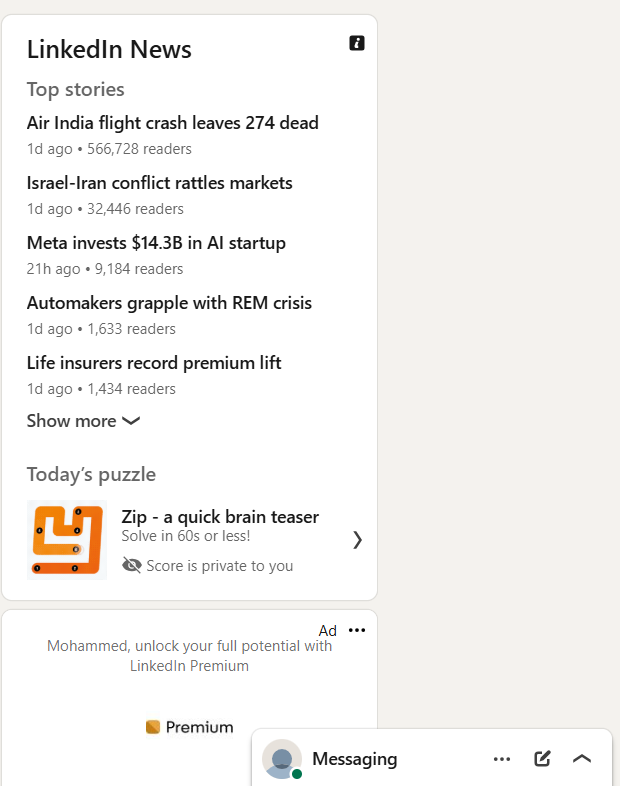 LinkedIn News
Top stories
Air India flight crash leaves 274 dead
1d ago • 566,728 readers
Israel-Iran conflict rattles markets
1d ago • 32,446 readers
Meta invests $14.3B in AI startup
21h ago • 9,184 readers
Automakers grapple with REM crisis
1d ago • 1,633 readers
Life insurers record premium lift
1d ago • 1,434 readers
Show more
Today's puzzle
Zip - a quick brain teaser
Solve in 60s or less!
Score is private to you
Ad
Mohammed, unlock your full potential with
LinkedIn Premium
Premium
Messaging